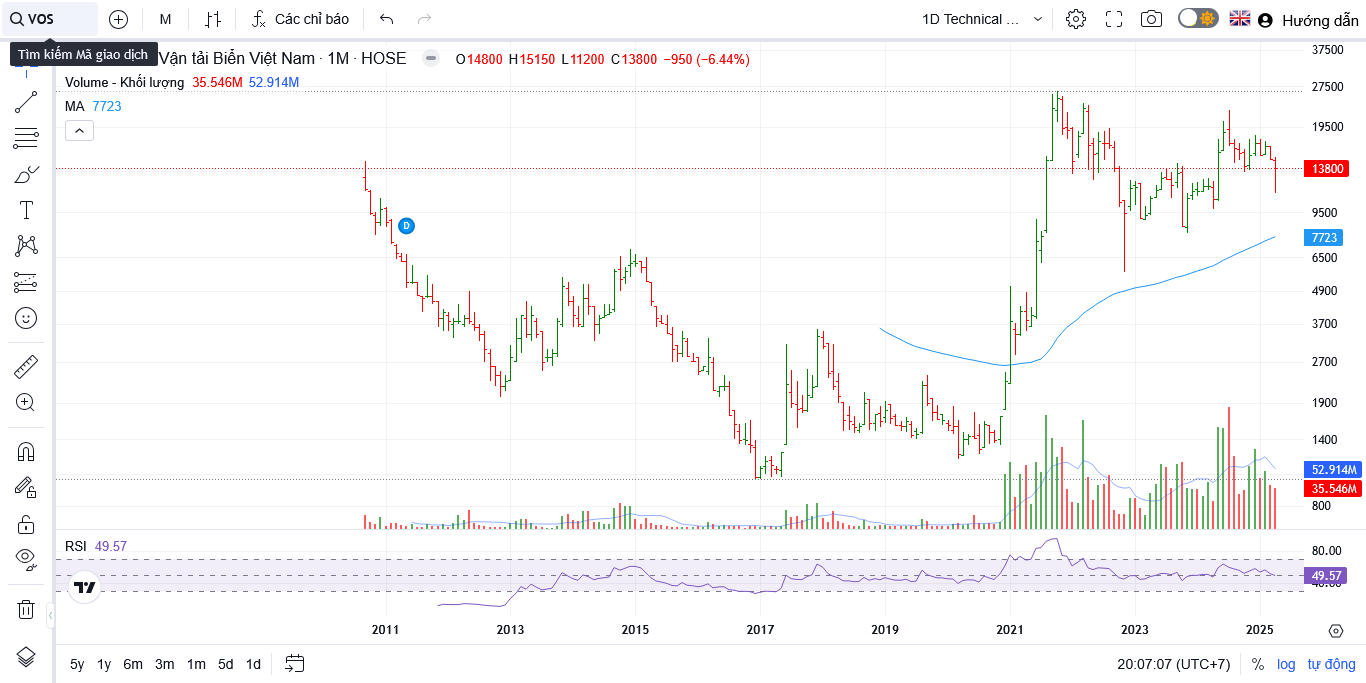 VOS M Các chỉ báo 1D Technical ... Hướng dẫn
Tìm kiếm Mã giao dịch Vận tải Biển Việt Nam · 1M · HOSE O14800 H15150 L11200 C13800 −950 (−6.44%)
Volume - Khối lượng 35.546M 52.914M
MA 7723
37500
27500
19500
13800
D
9500
7723
6500
4900
3700
2700
1900
1400
52.914M
35.546M
800
RSI 49.57
80.00
49.57
2011 2013 2015 2017 2019 2021 2023 2025
5y 1y 6m 3m 1m 5d 1d 20:07:07 (UTC+7) % log tự động